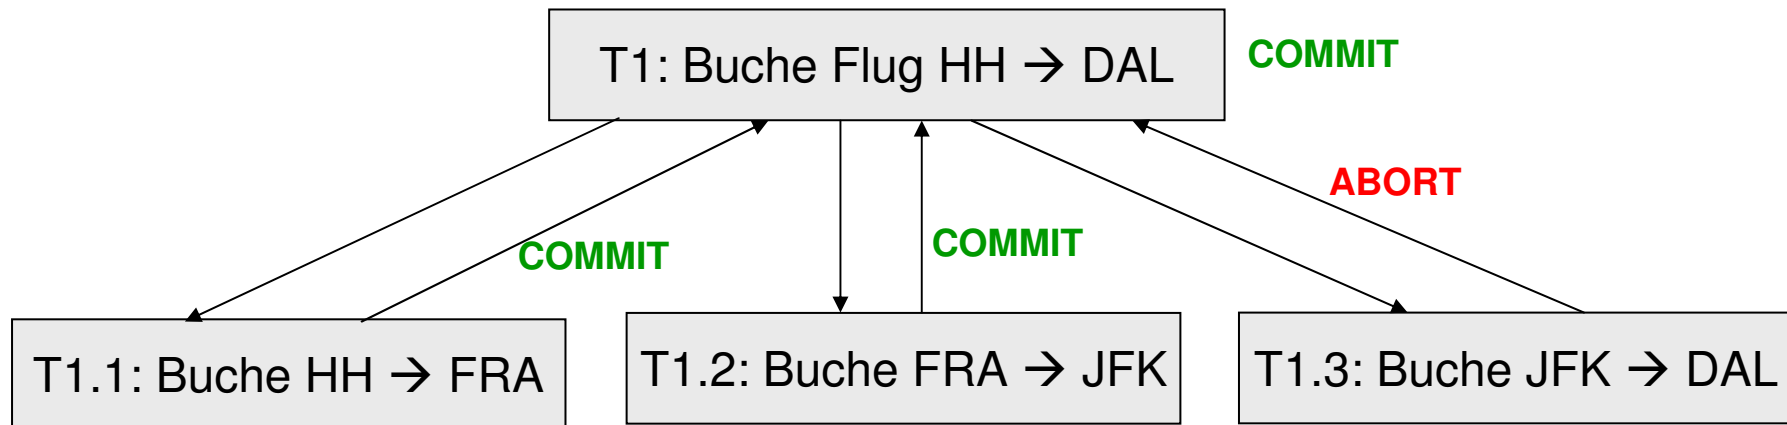 T1: Buche Flug HH → DAL
COMMIT
ABORT
COMMIT
COMMIT
T1.1: Buche HH → FRA
T1.2: Buche FRA → JFK
T1.3: Buche JFK → DAL